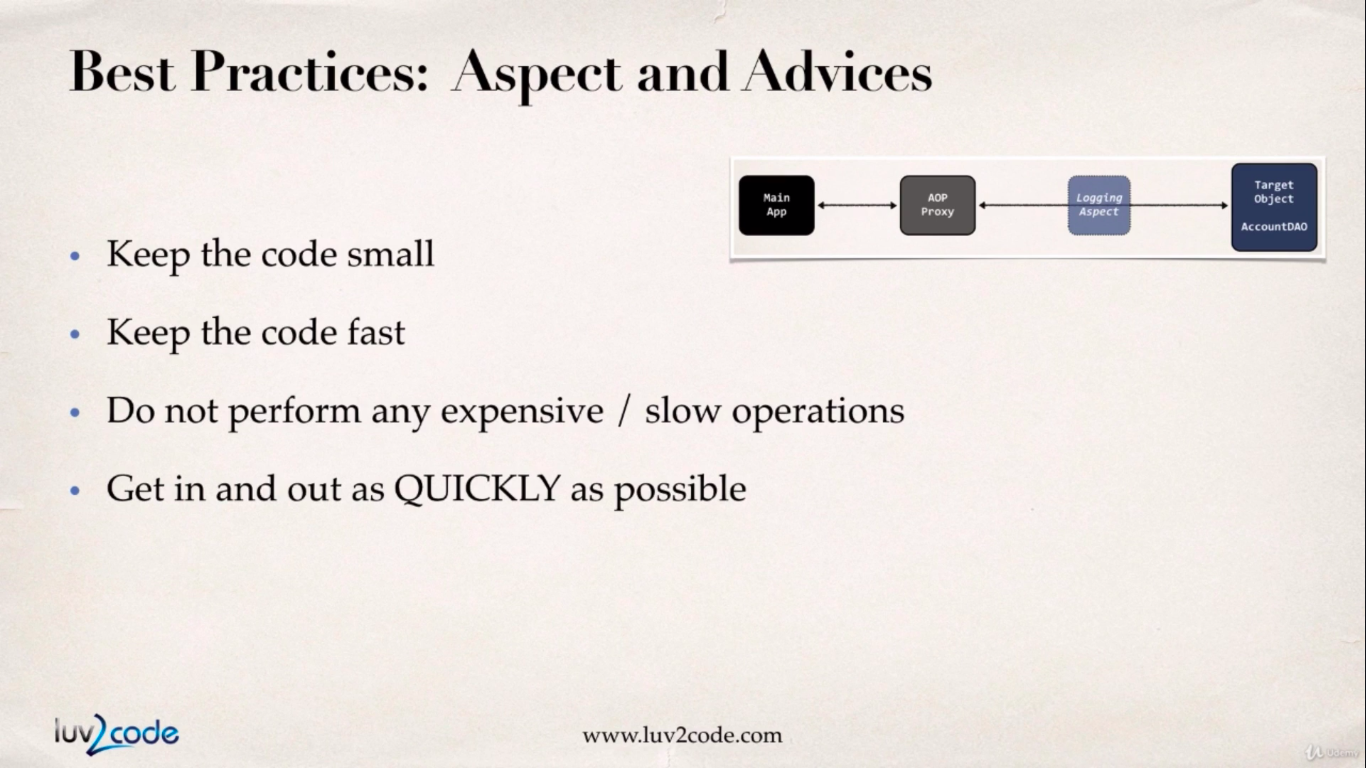 Best Practices: Aspect and Advices
Main
App
AOP
Proxy
Logging
Aspect
Target
Object
AccountDAO
Keep the code small
Keep the code fast
Do not perform any expensive / slow operations
Get in and out as QUICKLY as possible
luv2code
www.luv2code.com
Udemy